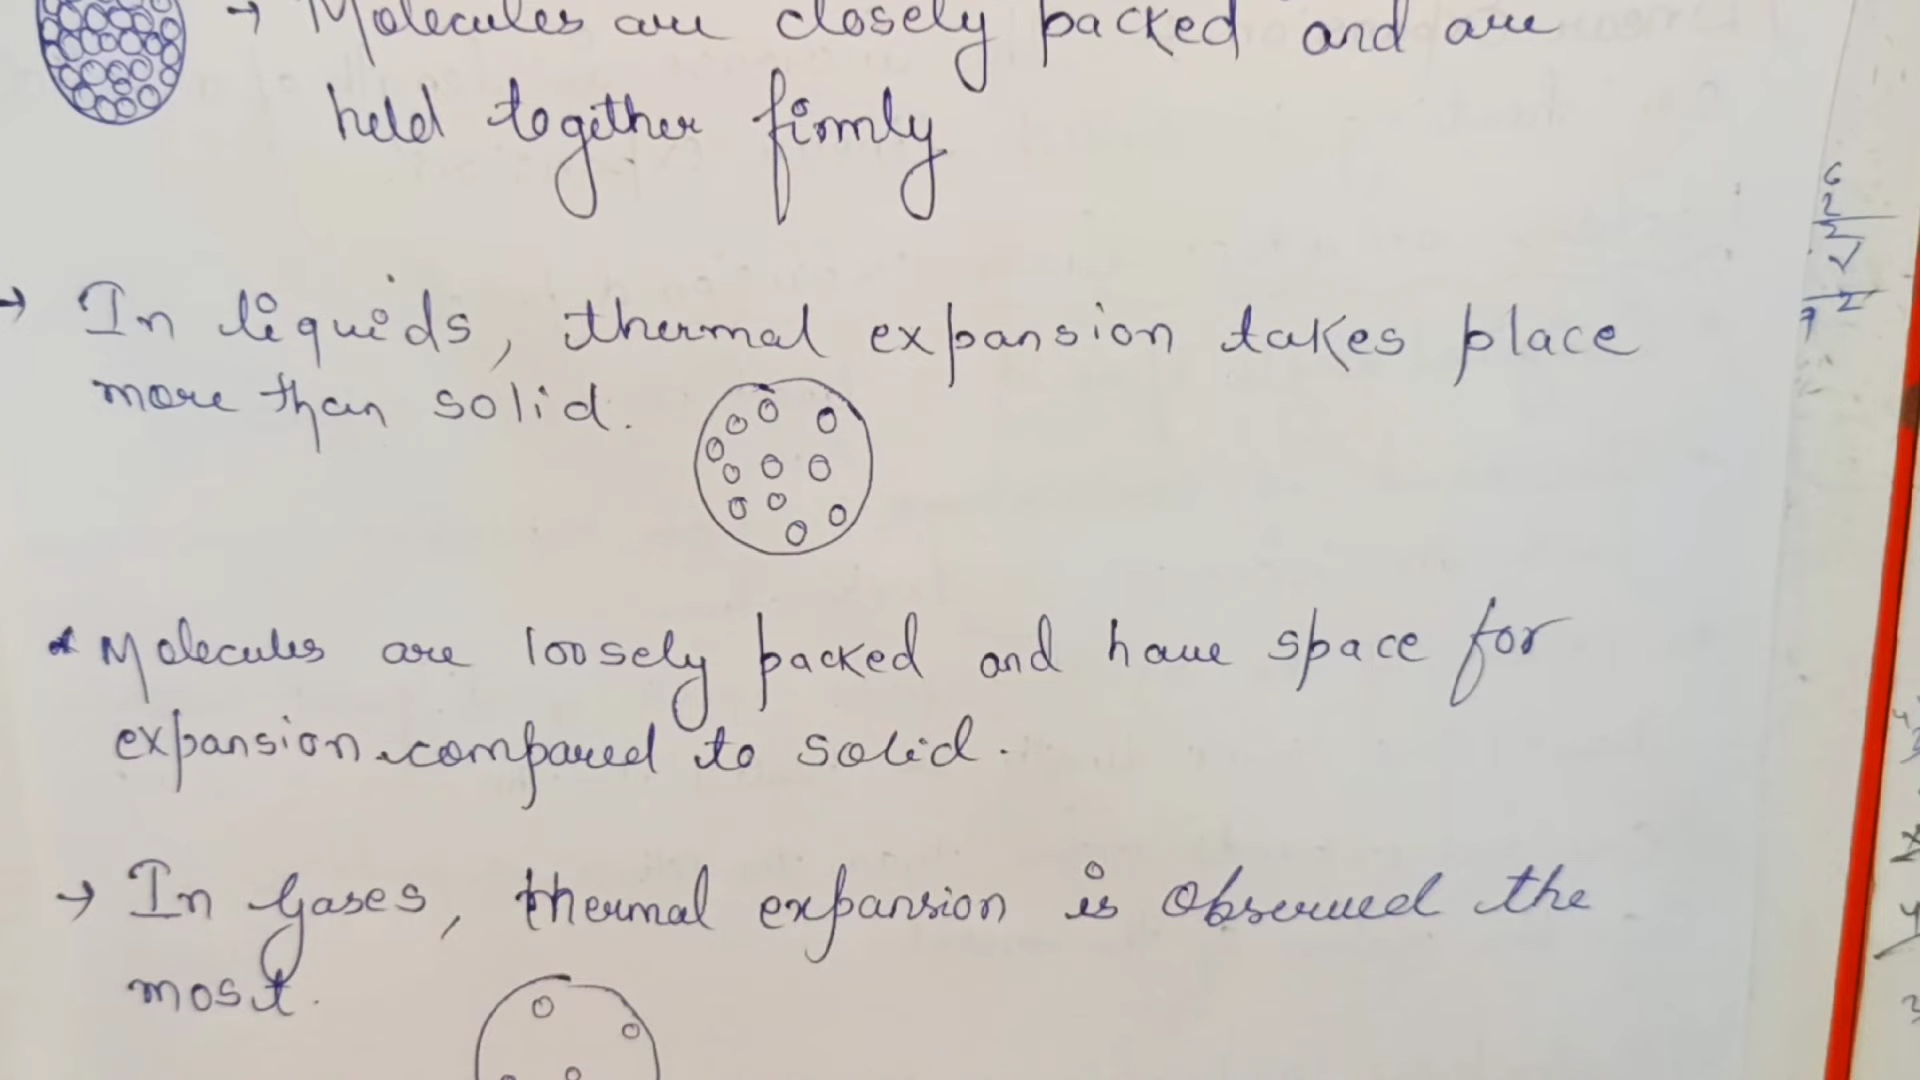 → Molecules are closely packed and are
held together firmly
→ In liquids, thermal expansion takes place
more than solid.
* Molecules are loosely packed and have space for
expansion compared to solid.
→ In gases, thermal expansion is observed the
most.